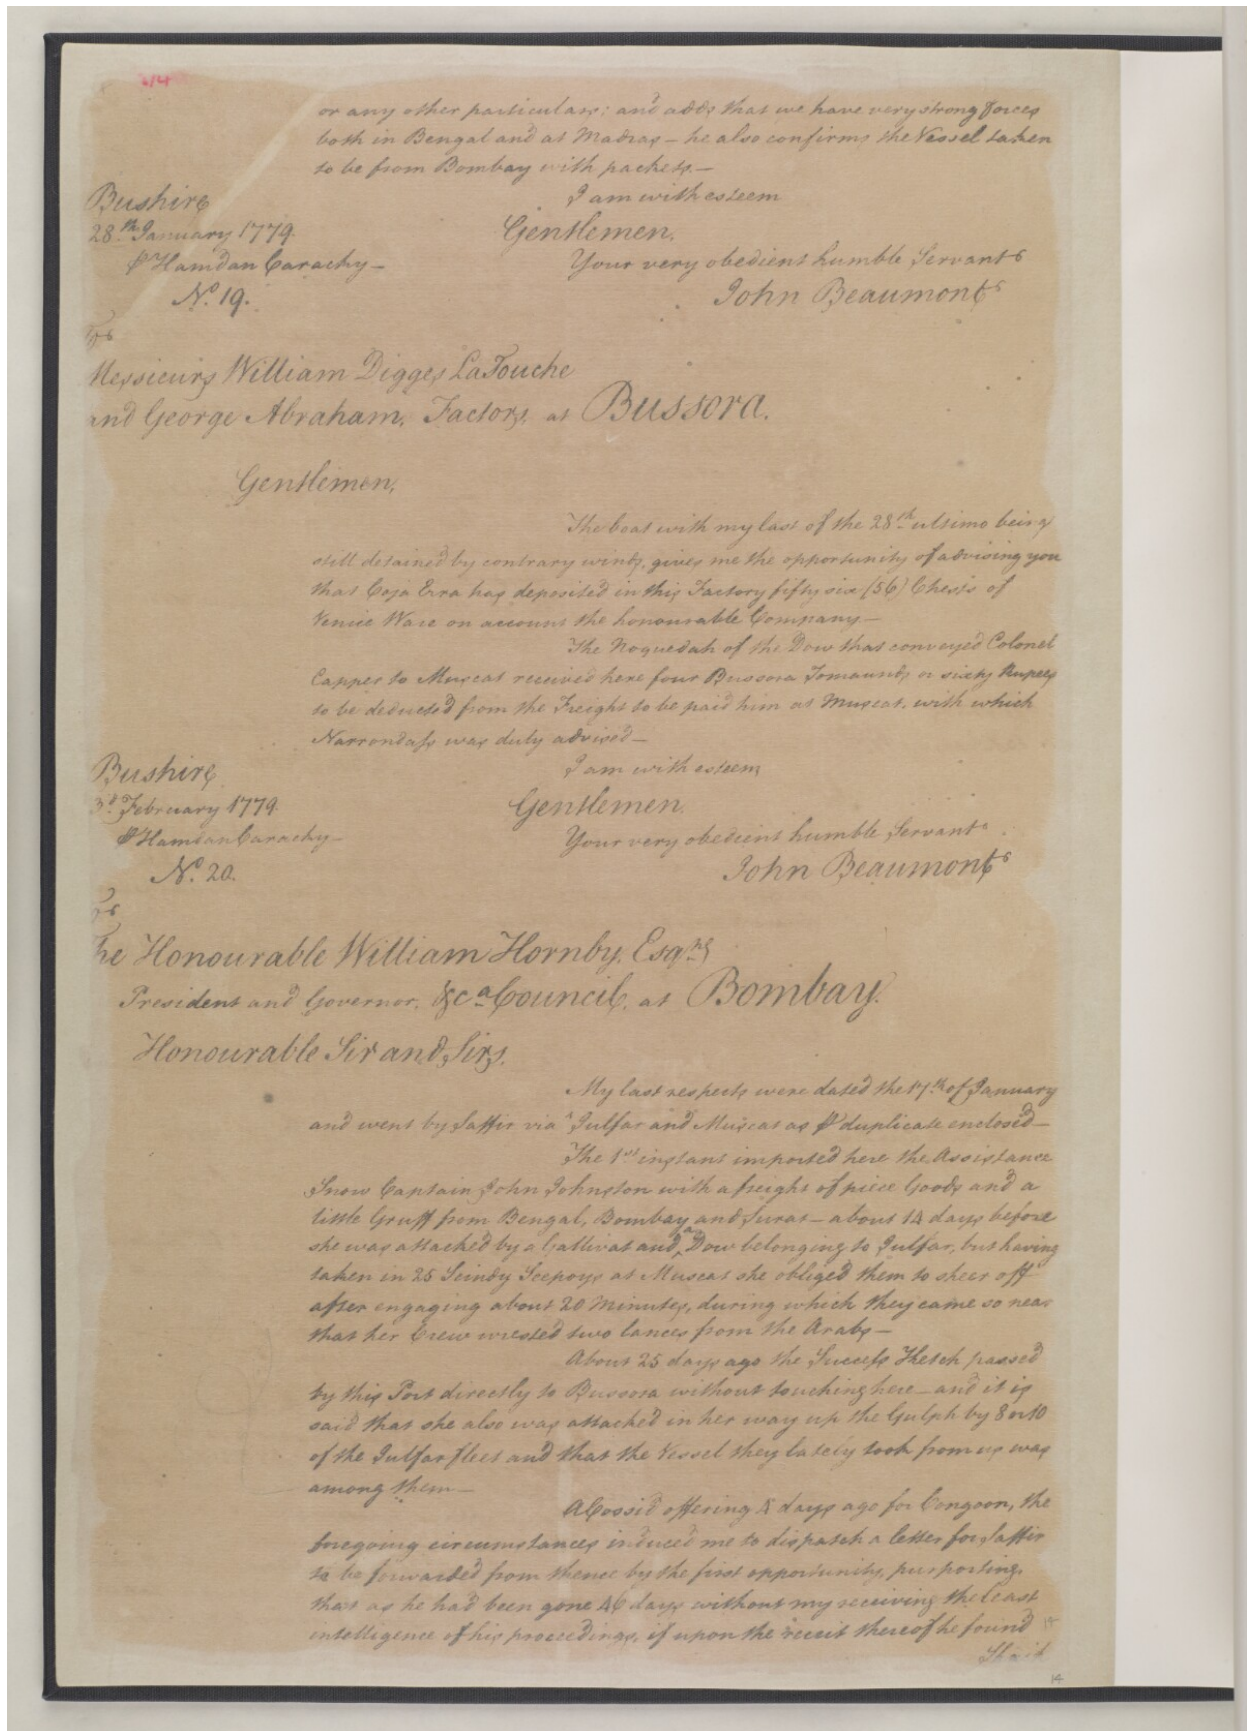 or any other particulars: and adds that we have very strong forces
both in Bengal and at Madras – he also confirms the Vessel taken
to be from Bombay with packets. –
Bushire
I am with esteem
28.th January 1779.
Gentlemen.
Hamdan Carachy –
Your very obedient humble Servant
No. 19.
John Beaumont
To
Messieurs William Digges LaTouche
and George Abraham, Factors, at Bussora.
Gentlemen,
The boat with my last of the 28th ultimo being
still detained by contrary winds, gives me the opportunity of advising you
that Coja Erra has deposited in this Factory fifty six (56) Chests of
Venice Ware on account the honourable Company –
The Noquedah of the Dow that conveyed Colonel
Capper to Muscat received here four Bussora Tomaunds or sixty Rupees
to be deducted from the Freight to be paid him at Muscat, with which
Narrondass was duly advised –
Bushire
I am with esteem
3d. February 1779.
Gentlemen.
Hamdan Carachy –
Your very obedient humble Servant
No. 20.
John Beaumont
To
The Honourable William Hornby, Esqre.
President and Governor, &ca Council, at Bombay.
Honourable Sir and Sirs,
My last respects were dated the 17th of January
and went by Saffir via Julfar and Muscat as duplicate enclosed –
The 1st instant imported here the Assistance
Snow Captain John Johnston with a freight of piece Goods and a
little Gruff from Bengal, Bombay and Surat – about 14 days before
she was attacked by a Gallivat and a Dow belonging to Julfar, but having
taken in 25 Scindy Seepoys at Muscat she obliged them to sheer off
after engaging about 20 Minutes, during which they came so near
that her Crew wrested two lances from the Arabs –
About 25 days ago the Success Ketch passed
by this Port directly to Bussora without touching here – and it is
said that she also was attacked in her way up the Gulph by 8 or 10
of the Julfar fleet and that the Vessel they lately took from us was
among them –
A Cossid offering 4 days ago for Congoon, the
foregoing circumstances induced me to dispatch a letter for Saffir
to be forwarded from thence by the first opportunity, purporting,
that as he had been gone 46 days without my receiving the least
intelligence of his proceedings, if upon the receit thereof he found
14